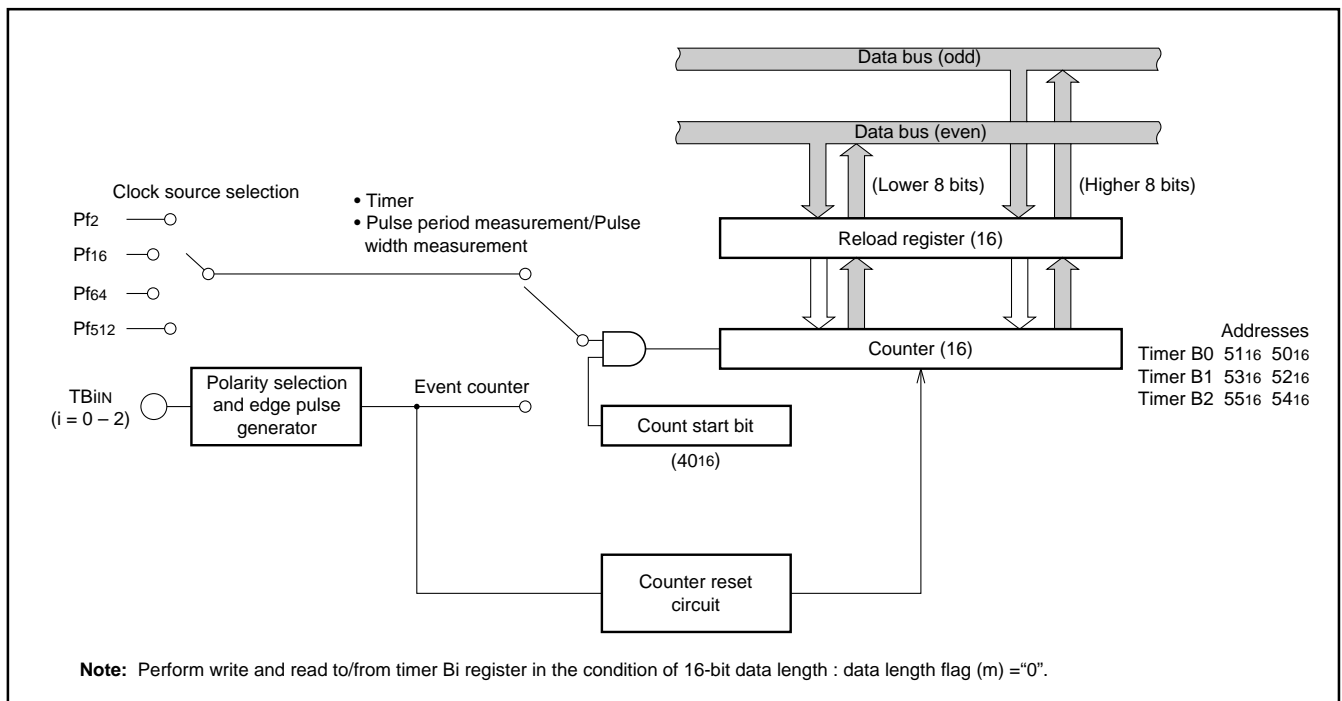 Data bus (odd)
Data bus (even)
(Lower 8 bits)
(Higher 8 bits)
Clock source selection
Pf2
Pf16
Pf64
Pf512
• Timer
• Pulse period measurement/Pulse
width measurement
Reload register (16)
Counter (16)
Addresses
Timer B0 5116 5016
Timer B1 5316 5216
Timer B2 5516 5416
TBiIN
(i = 0 – 2)
Polarity selection
and edge pulse
generator
Event counter
Count start bit
(4016)
Counter reset
circuit
Note: Perform write and read to/from timer Bi register in the condition of 16-bit data length : data length flag (m) =“0”.